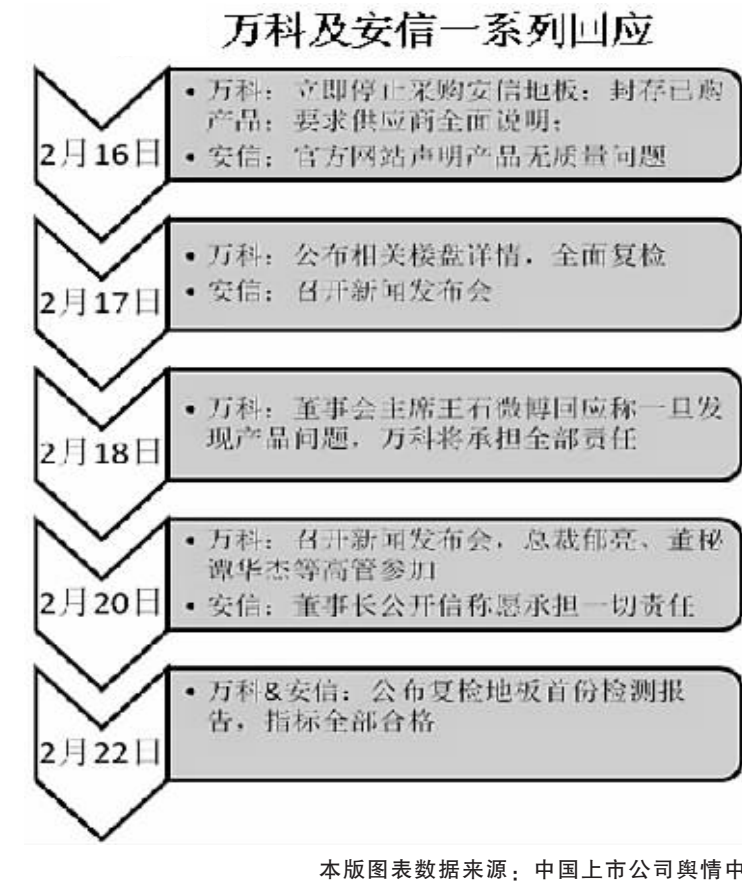 万科及安信一系列回应
2月16日
• 万科：立即停止采购安信地板；封存已购
产品；要求供应商全面说明；
• 安信：官方网站声明产品无质量问题
2月17日
• 万科：公布相关楼盘详情，全面复检
• 安信：召开新闻发布会
2月18日
• 万科：董事会主席王石微博回应称一旦发
现产品问题，万科将承担全部责任
2月20日
• 万科：召开新闻发布会，总裁郁亮、董秘
谭华杰等高管参加
• 安信：董事长公开信称愿承担一切责任
2月22日
• 万科&安信：公布复检地板首份检测报
告，指标全部合格
本版图表数据来源：中国上市公司舆情中